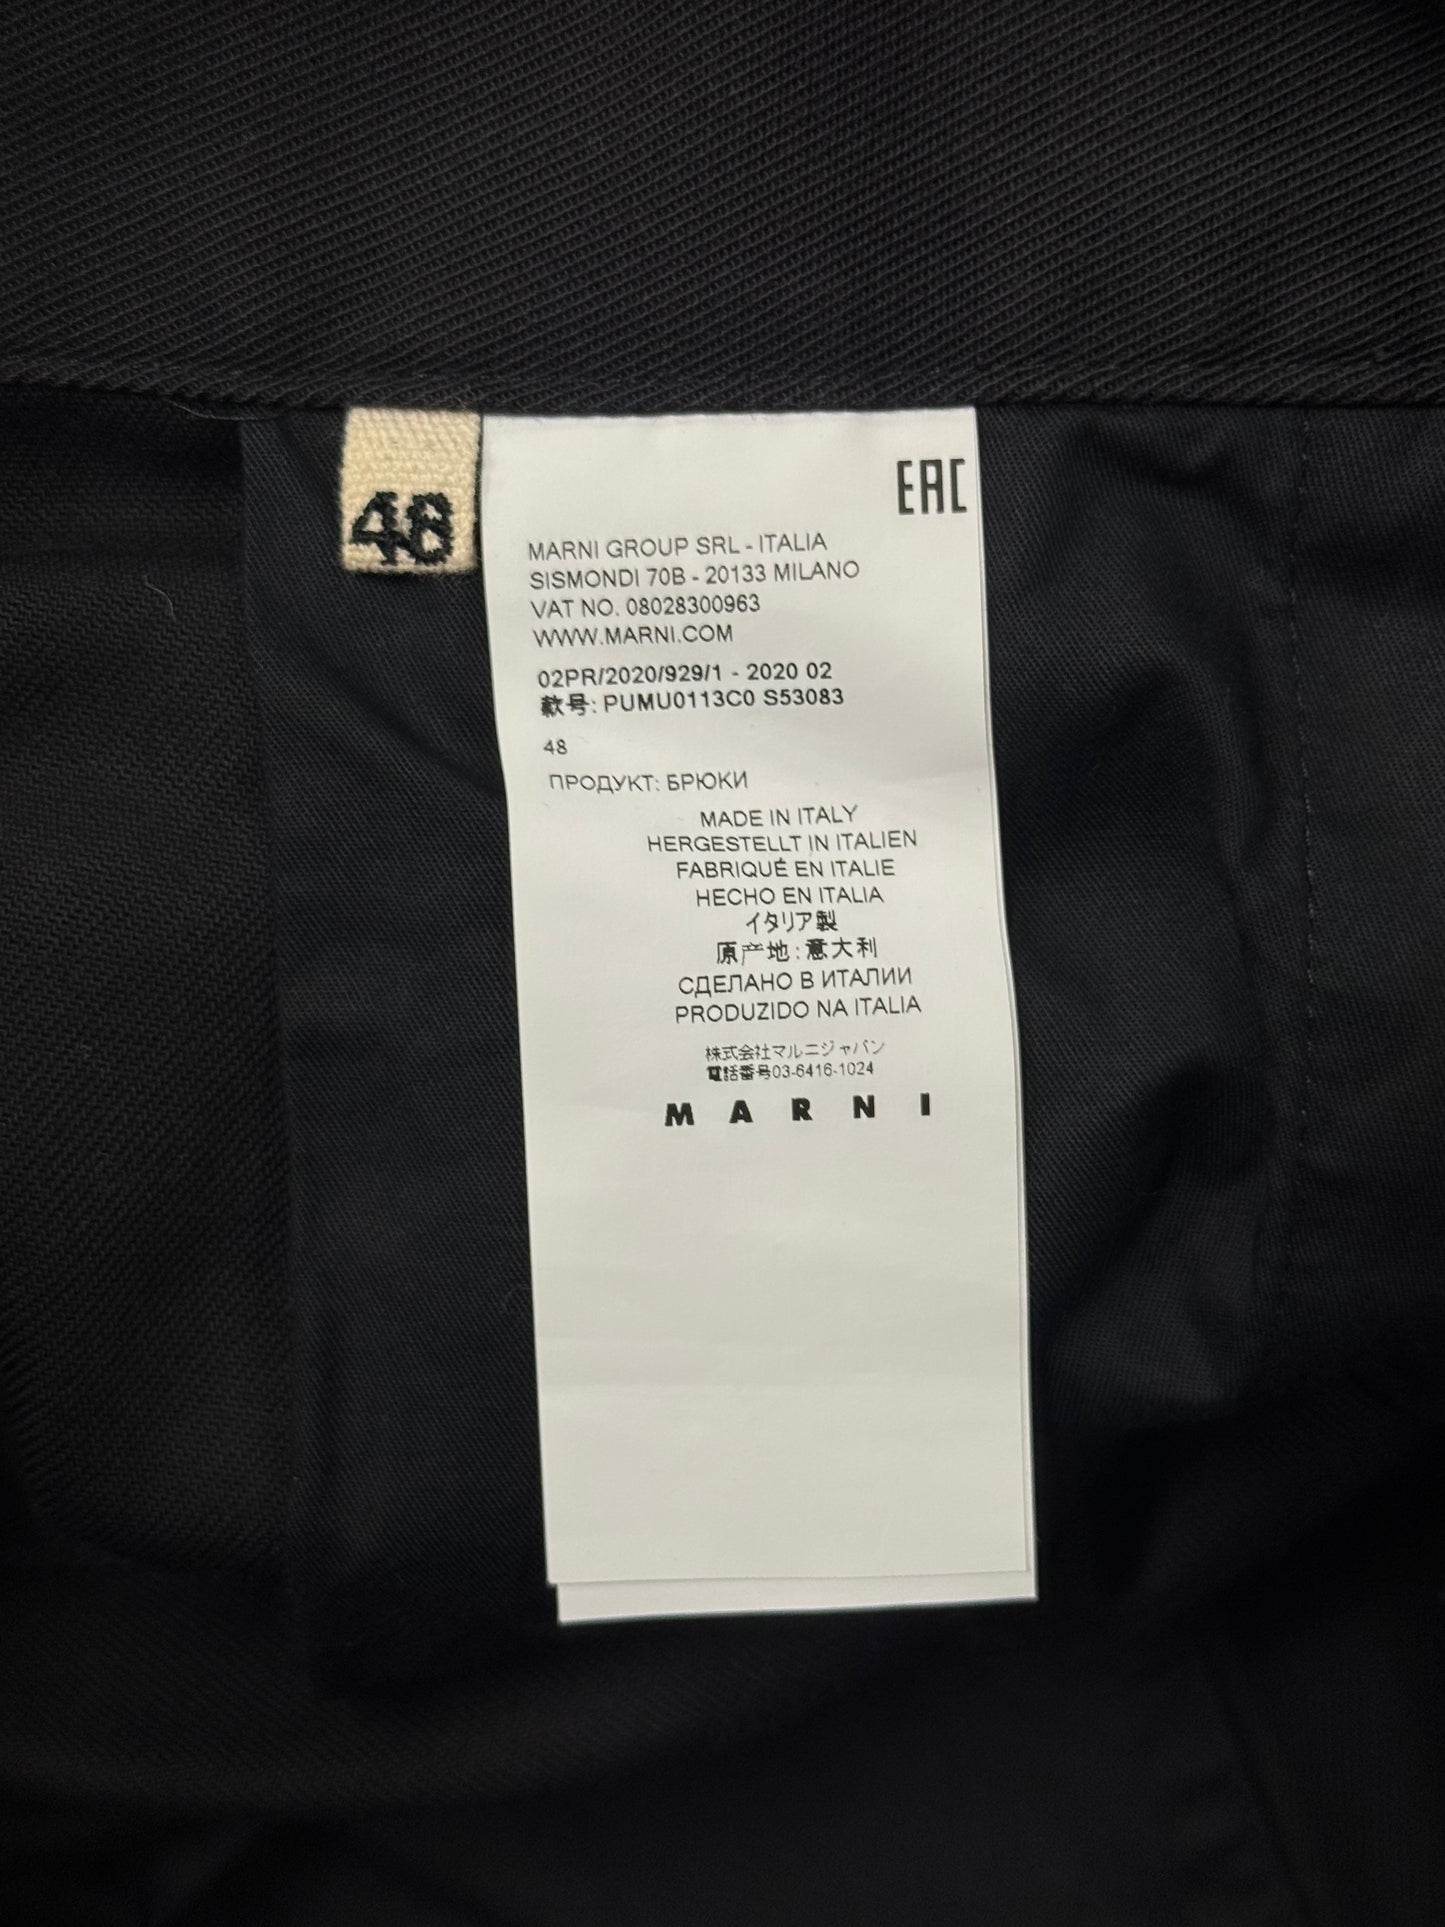 48
EAC
MARNI GROUP SRL - ITALIA
SISMONDI 70B - 20133 MILANO
VAT NO. 08028300963
WWW.MARNI.COM
02PR/2020/929/1 - 2020 02
款号: PUMU0113C0 S53083
48
ПРОДУКТ: БРЮКИ
MADE IN ITALY
HERGESTELLT IN ITALIEN
FABRIQUÉ EN ITALIE
HECHO EN ITALIA
イタリア製
原产地:意大利
СДЕЛАНО В ИТАЛИИ
PRODUZIDO NA ITALIA
株式会社マルニジャパン
電話番号03-6416-1024
MARNI